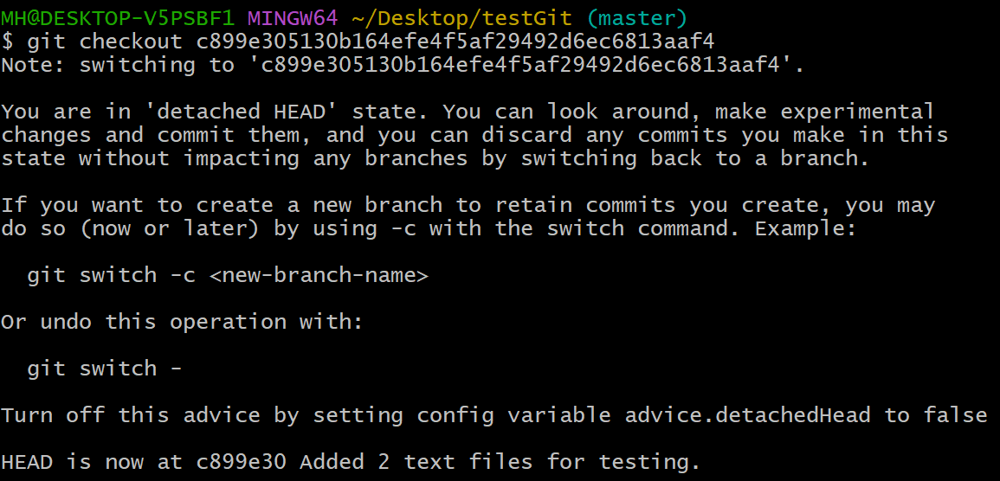 MH@DESKTOP-V5PSBF1 MINGW64 ~/Desktop/testGit (master)
$ git checkout c899e305130b164efe4f5af29492d6ec6813aaf4
Note: switching to 'c899e305130b164efe4f5af29492d6ec6813aaf4'.
You are in 'detached HEAD' state. You can look around, make experimental
changes and commit them, and you can discard any commits you make in this
state without impacting any branches by switching back to a branch.
If you want to create a new branch to retain commits you create, you may
do so (now or later) by using -c with the switch command. Example:
git switch -c <new-branch-name>
Or undo this operation with:
git switch -
Turn off this advice by setting config variable advice.detachedHead to false
HEAD is now at c899e30 Added 2 text files for testing.